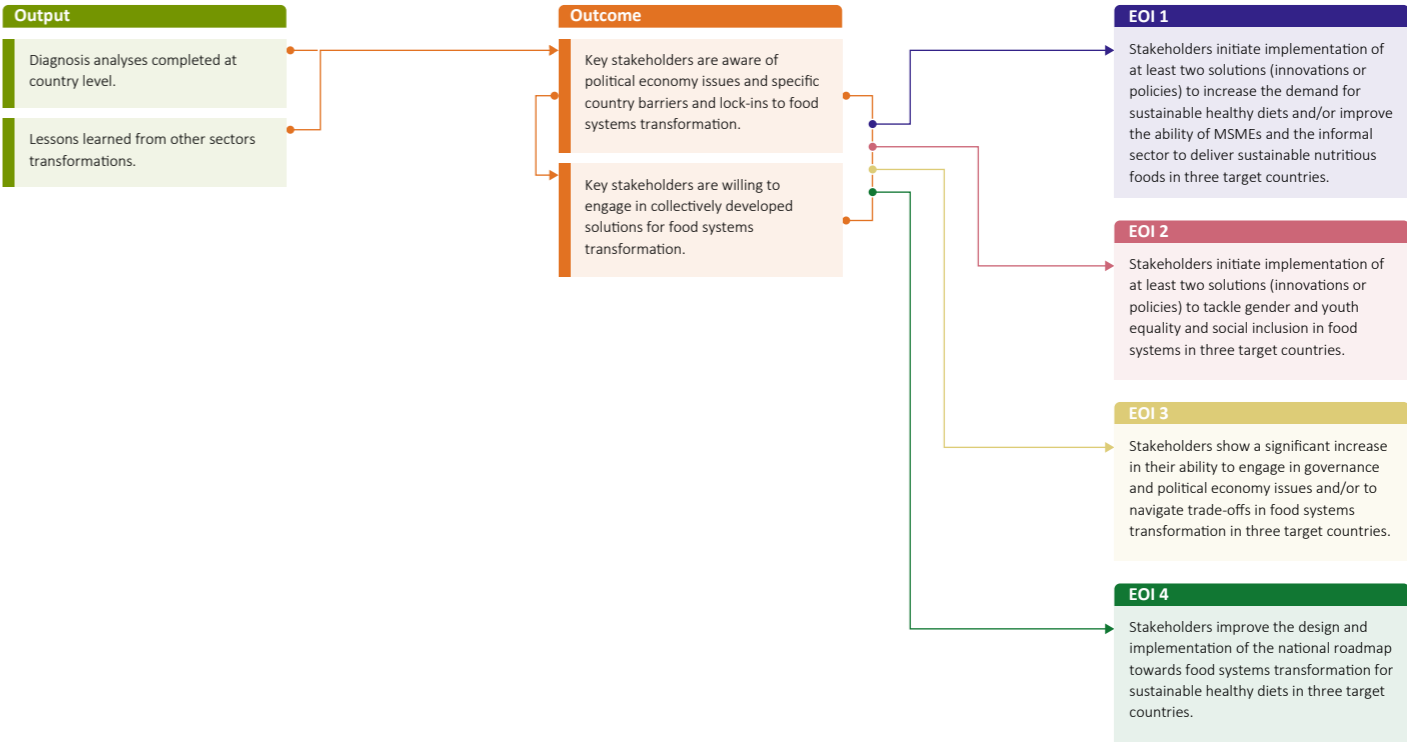 Output
Diagnosis analyses completed at
country level.
Lessons learned from other sectors
transformations.
Outcome
Key stakeholders are aware of
political economy issues and specific
country barriers and lock-ins to food
systems transformation.
Key stakeholders are willing to
engage in collectively developed
solutions for food systems
transformation.
EOI 1
Stakeholders initiate implementation of
at least two solutions (innovations or
policies) to increase the demand for
sustainable healthy diets and/or improve
the ability of MSMEs and the informal
sector to deliver sustainable nutritious
foods in three target countries.
EOI 2
Stakeholders initiate implementation of
at least two solutions (innovations or
policies) to tackle gender and youth
equality and social inclusion in food
systems in three target countries.
EOI 3
Stakeholders show a significant increase
in their ability to engage in governance
and political economy issues and/or to
navigate trade-offs in food systems
transformation in three target countries.
EOI 4
Stakeholders improve the design and
implementation of the national roadmap
towards food systems transformation for
sustainable healthy diets in three target
countries.